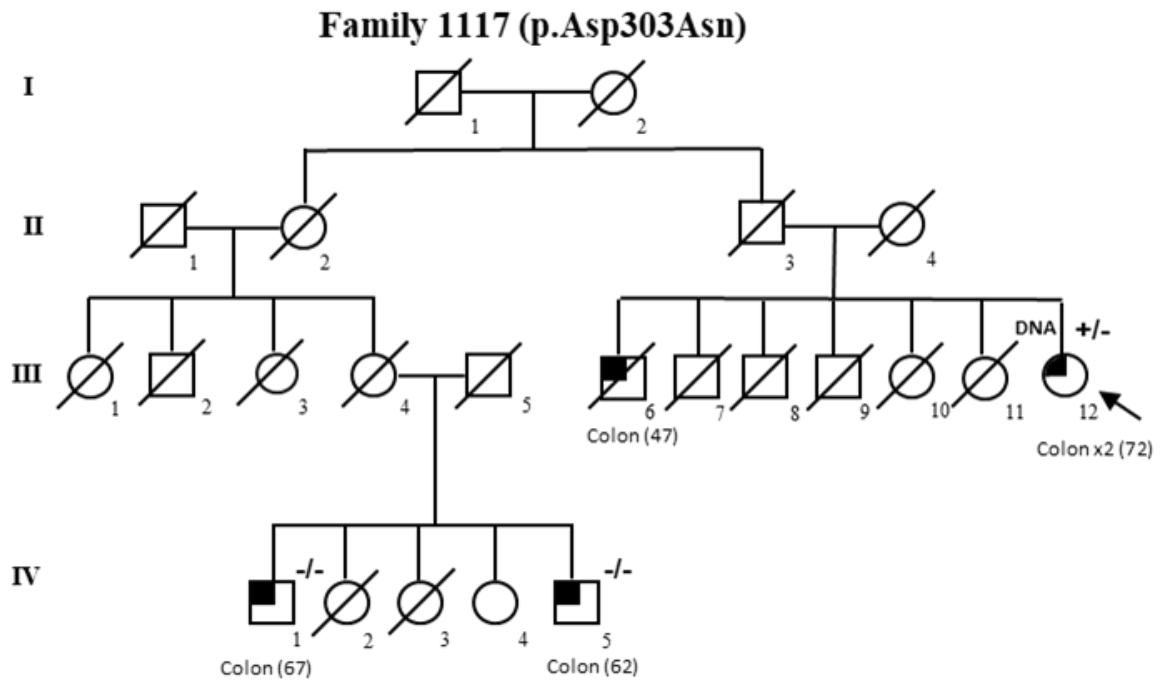 Family 1117 (p.Asp303Asn)
I
1
2
II
1
2
3
4
DNA +/-
III
1
2
3
4
5
6
7
8
9
10
11
12
Colon (47)
Colon x2 (72)
-/-
-/-
IV
1
2
3
4
5
Colon (67)
Colon (62)